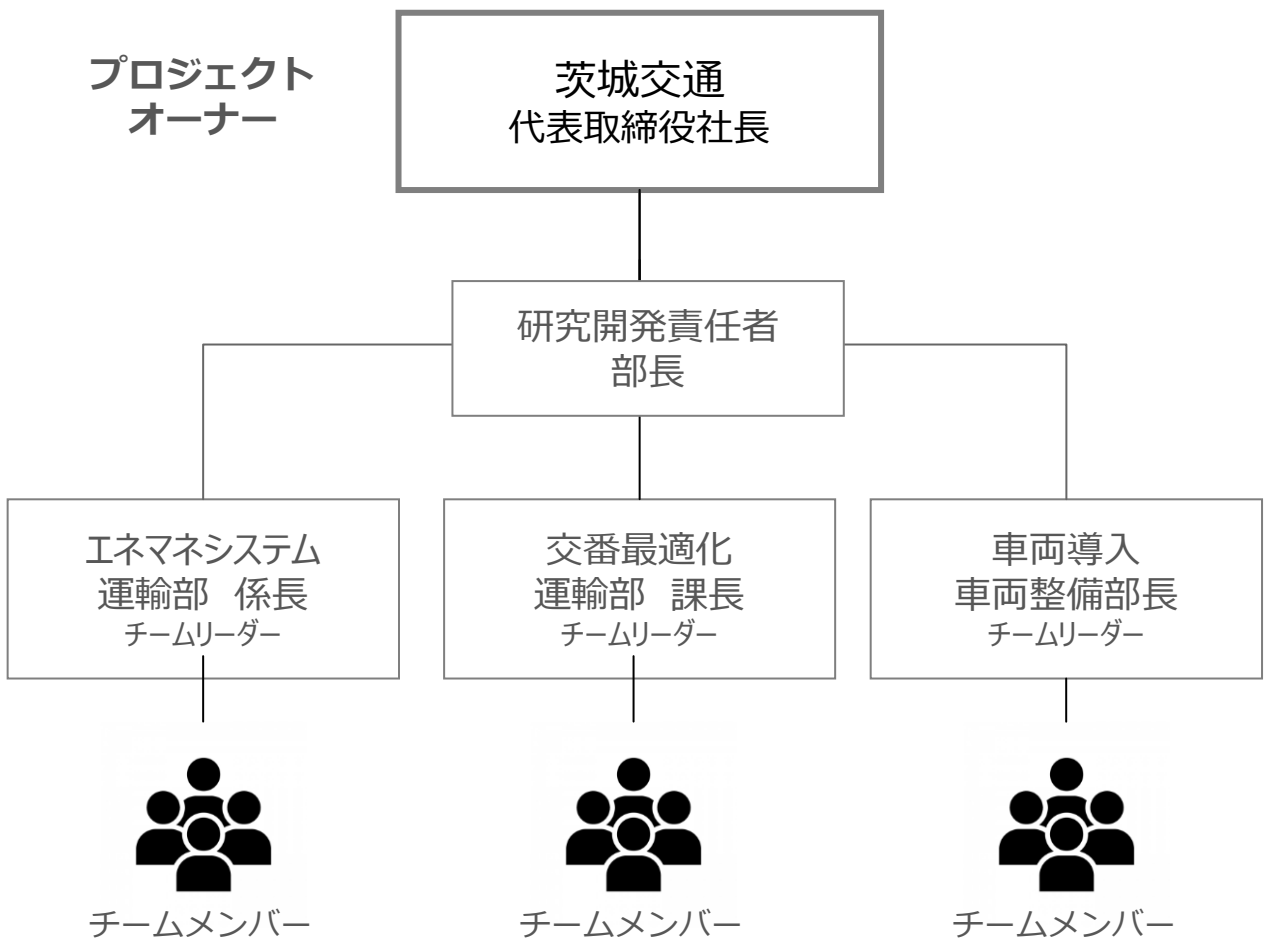 プロジェクト
オーナー
茨城交通
代表取締役社長
研究開発責任者
部長
エネマネシステム
運輸部 係長
チームリーダー
交番最適化
運輸部 課長
チームリーダー
車両導入
車両整備部長
チームリーダー
チームメンバー
チームメンバー
チームメンバー